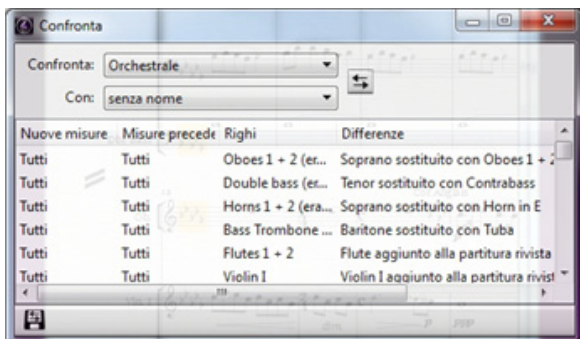 Confronta
Confronta: Orchestrale
Con: senza nome
Nuove misure Misure precede Righi Differenze
Tutti Tutti Oboes 1 + 2 (er... Soprano sostituito con Oboes 1 + 2
Tutti Tutti Double bass (er... Tenor sostituito con Contrabass
Tutti Tutti Horns 1 + 2 (era... Soprano sostituito con Horn in E
Tutti Tutti Bass Trombone ... Baritone sostituito con Tuba
Tutti Tutti Flutes 1 + 2 Flute aggiunto alla partitura rivista
Tutti Tutti Violin I Violin I aggiunto alla partitura rivist